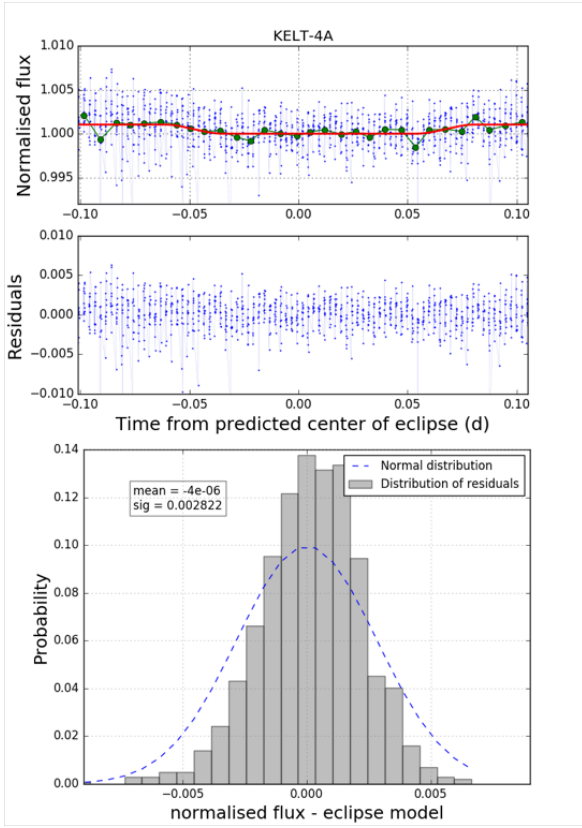 KELT-4A
1.010
1.005
1.000
0.995
Normalised flux
−0.10 −0.05 0.00 0.05 0.10
0.010
0.005
0.000
−0.005
−0.010
Residuals
−0.10 −0.05 0.00 0.05 0.10
Time from predicted center of eclipse (d)
0.14
0.12
0.10
0.08
0.06
0.04
0.02
0.00
Probability
mean = -4e-06
sig = 0.002822
Normal distribution
Distribution of residuals
−0.005 0.000 0.005
normalised flux - eclipse model